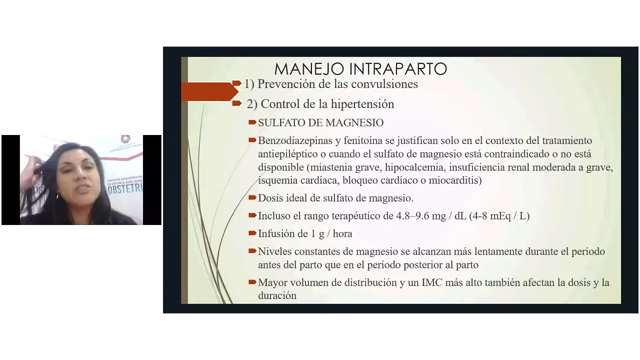 MANEJO INTRAPARTO
1) Prevención de las convulsiones
2) Control de la hipertensión
SULFATO DE MAGNESIO
Benzodiazepinas y fenitoína se justifican solo en el contexto del tratamiento
antiepiléptico o cuando el sulfato de magnesio está contraindicado o no está
disponible (miastenia grave, hipocalcemia, insuficiencia renal moderada a grave,
isquemia cardíaca, bloqueo cardíaco o miocarditis)
Dosis ideal de sulfato de magnesio.
Incluso el rango terapéutico de 4.8–9.6 mg / dL (4-8 mEq / L)
Infusión de 1 g / hora
Niveles constantes de magnesio se alcanzan más lentamente durante el período
antes del parto que en el período posterior al parto
Mayor volumen de distribución y un IMC más alto también afectan la dosis y la
duración